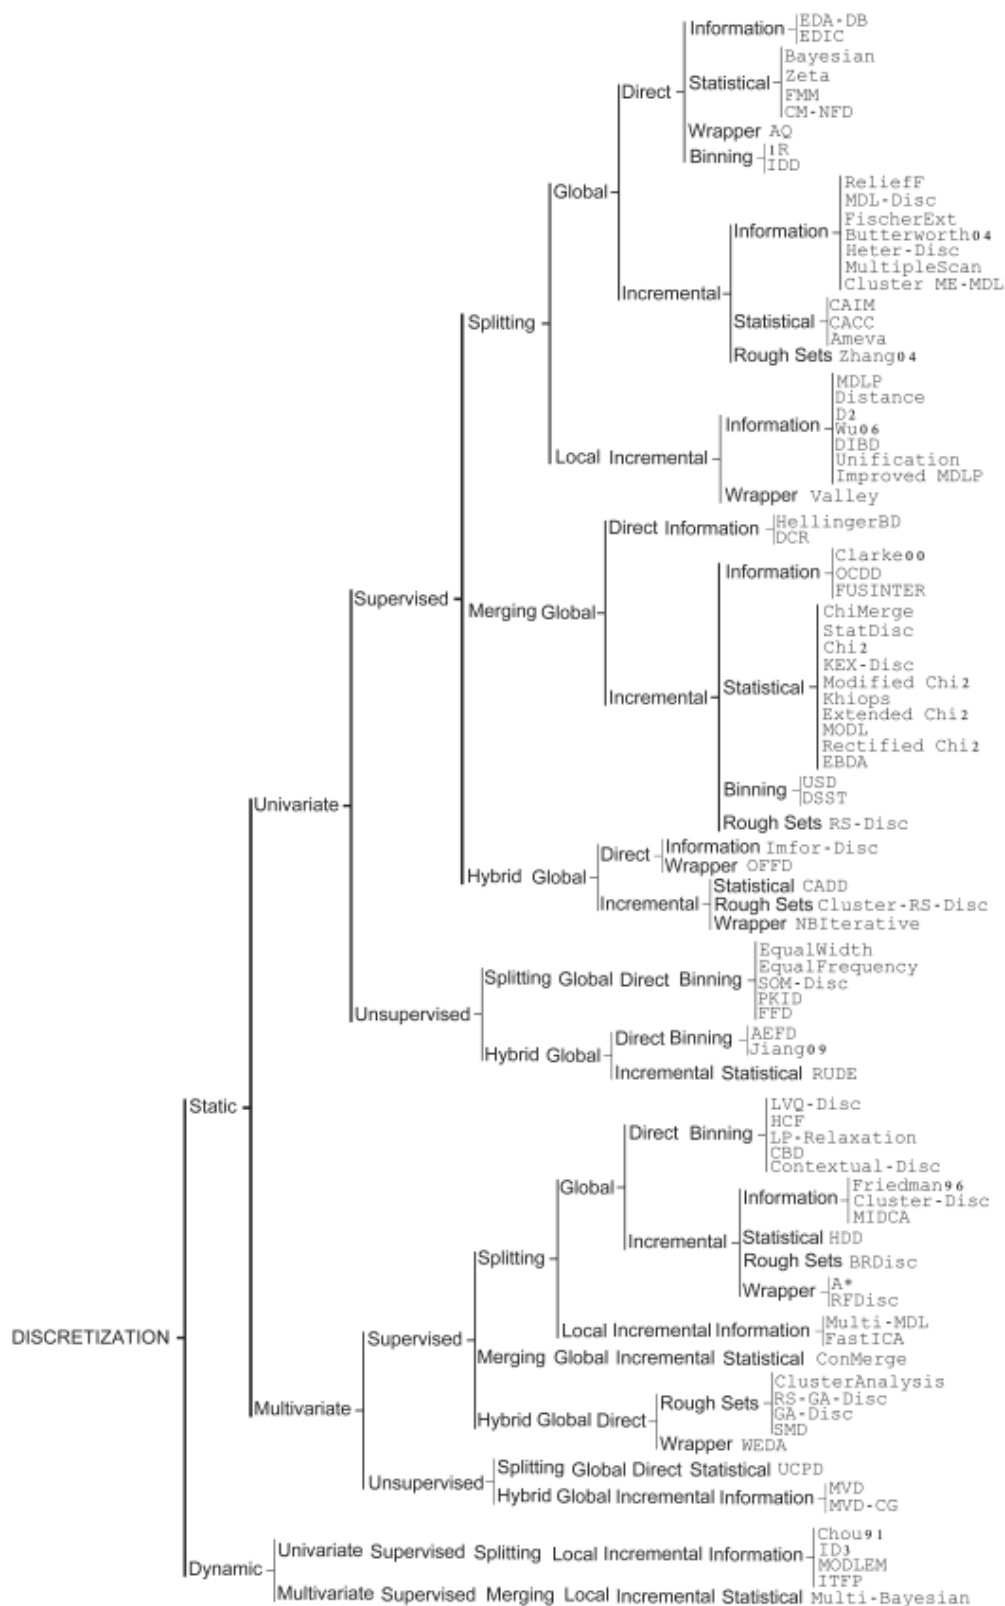 Information
EDA-DB
EDIC
Direct
Statistical
Bayesian
Zeta
FMM
CM-NFD
Wrapper AQ
Binning
1R
IDD
Global
Incremental
Information
ReliefF
MDL-Disc
FischerExt
Butterworth04
Heter-Disc
MultipleScan
Cluster ME-MDL
Statistical
CAIM
CACC
Ameva
Rough Sets Zhang04
Splitting
Local Incremental
Information
MDLP
Distance
D2
Wu06
DIBD
Unification
Improved MDLP
Wrapper Valley
Supervised
Merging Global
Direct Information
HellingerBD
DCR
Incremental
Information
Clarke00
OCDD
FUSINTER
Statistical
ChiMerge
StatDisc
Chi2
KEX-Disc
Modified Chi2
Khiops
Extended Chi2
MODL
Rectified Chi2
EBDA
Binning
USD
DSST
Rough Sets RS-Disc
Univariate
Hybrid Global
Direct
Information Imfor-Disc
Wrapper OFFD
Incremental
Statistical CADD
Rough Sets Cluster-RS-Disc
Wrapper NBIterative
Unsupervised
Splitting Global Direct Binning
EqualWidth
EqualFrequency
SOM-Disc
PKID
FFD
Hybrid Global
Direct Binning
AEFD
Jiang09
Incremental Statistical RUDE
Static
Direct Binning
LVQ-Disc
HCF
LP-Relaxation
CBD
Contextual-Disc
Global
Incremental
Information
Friedman96
Cluster-Disc
MIDCA
Statistical HDD
Rough Sets BRDisc
Wrapper
A*
RFDisc
Splitting
Local Incremental Information
Multi-MDL
FastICA
Supervised
Merging Global Incremental Statistical ConMerge
Hybrid Global Direct
Rough Sets
ClusterAnalysis
RS-GA-Disc
GA-Disc
SMD
Wrapper WEDA
DISCRETIZATION
Multivariate
Unsupervised
Splitting Global Direct Statistical UCPD
Hybrid Global Incremental Information
MVD
MVD-CG
Dynamic
Univariate Supervised Splitting Local Incremental Information
Chou91
ID3
MODLEM
ITFP
Multivariate Supervised Merging Local Incremental Statistical Multi-Bayesian